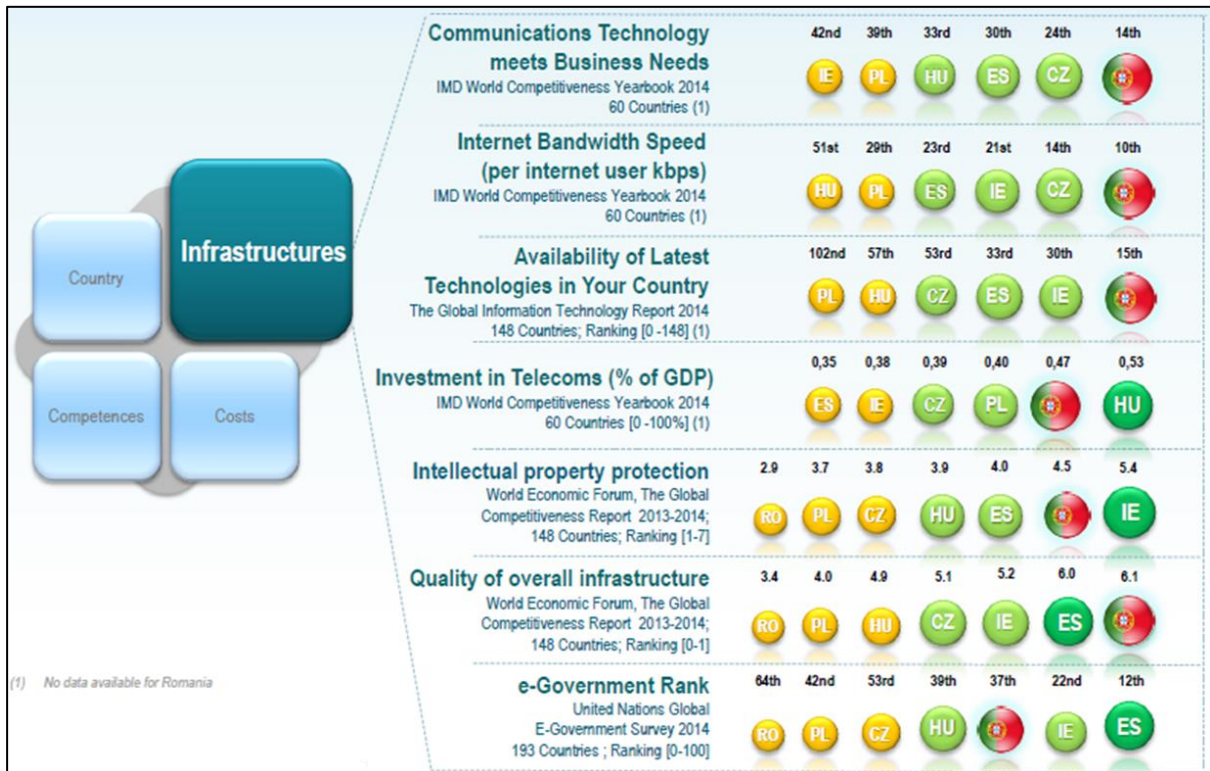 Communications Technology
meets Business Needs
IMD World Competitiveness Yearbook 2014
60 Countries (1)
42nd 39th 33rd 30th 24th 14th
IE PL HU ES CZ
Internet Bandwidth Speed
(per internet user kbps)
IMD World Competitiveness Yearbook 2014
60 Countries (1)
51st 29th 23rd 21st 14th 10th
HU PL ES IE CZ
Infrastructures
Country
Availability of Latest
Technologies in Your Country
The Global Information Technology Report 2014
148 Countries; Ranking [0 -148] (1)
102nd 57th 53rd 33rd 30th 15th
PL HU CZ ES IE
Competences
Costs
Investment in Telecoms (% of GDP)
IMD World Competitiveness Yearbook 2014
60 Countries [0 -100%] (1)
0,35 0,38 0,39 0,40 0,47 0,53
ES IE CZ PL HU
Intellectual property protection
World Economic Forum, The Global
Competitiveness Report 2013-2014;
148 Countries; Ranking [1-7]
2.9 3.7 3.8 3.9 4.0 4.5 5.4
RO PL CZ HU ES IE
Quality of overall infrastructure
World Economic Forum, The Global
Competitiveness Report 2013-2014;
148 Countries; Ranking [0-1]
3.4 4.0 4.9 5.1 5.2 6.0 6.1
RO PL HU CZ IE ES
e-Government Rank
United Nations Global
E-Government Survey 2014
193 Countries ; Ranking [0-100]
64th 42nd 53rd 39th 37th 22nd 12th
RO PL CZ HU IE ES
(1) No data available for Romania